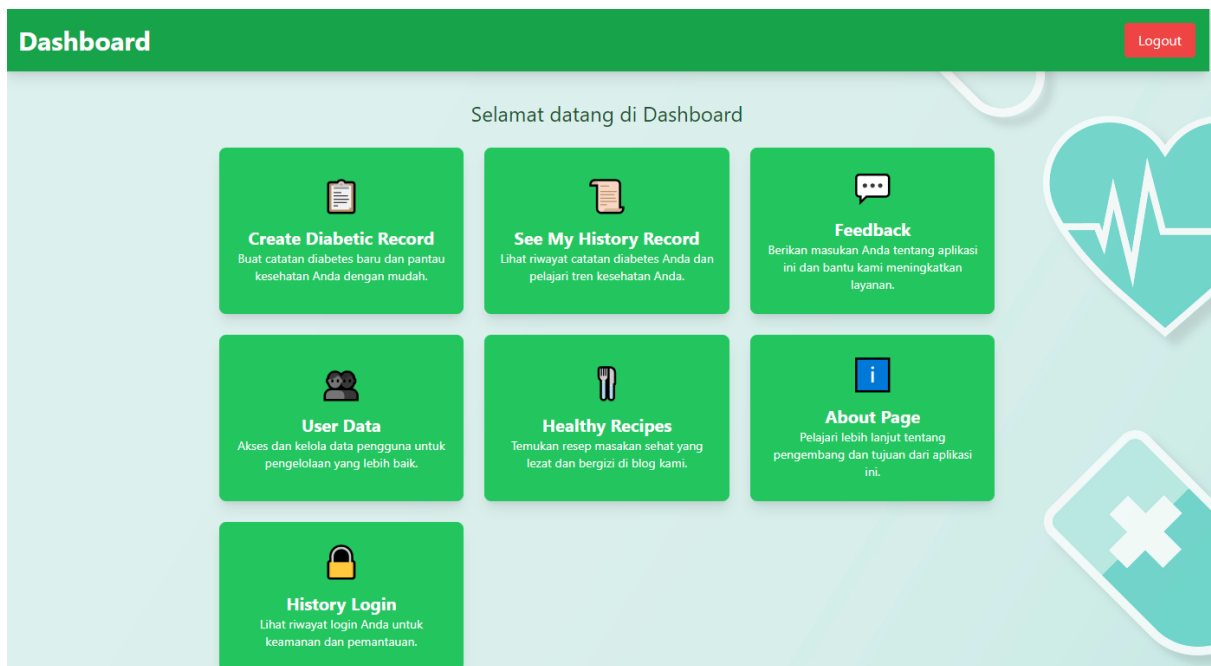 Dashboard
Logout
Selamat datang di Dashboard
Create Diabetic Record
Buat catatan diabetes baru dan pantau
kesehatan Anda dengan mudah.
See My History Record
Lihat riwayat catatan diabetes Anda dan
pelajari tren kesehatan Anda.
Feedback
Berikan masukan Anda tentang aplikasi
ini dan bantu kami meningkatkan
layanan.
User Data
Akses dan kelola data pengguna untuk
pengelolaan yang lebih baik.
Healthy Recipes
Temukan resep masakan sehat yang
lezat dan bergizi di blog kami.
i
About Page
Pelajari lebih lanjut tentang
pengembang dan tujuan dari aplikasi
ini.
History Login
Lihat riwayat login Anda untuk
keamanan dan pemantauan.